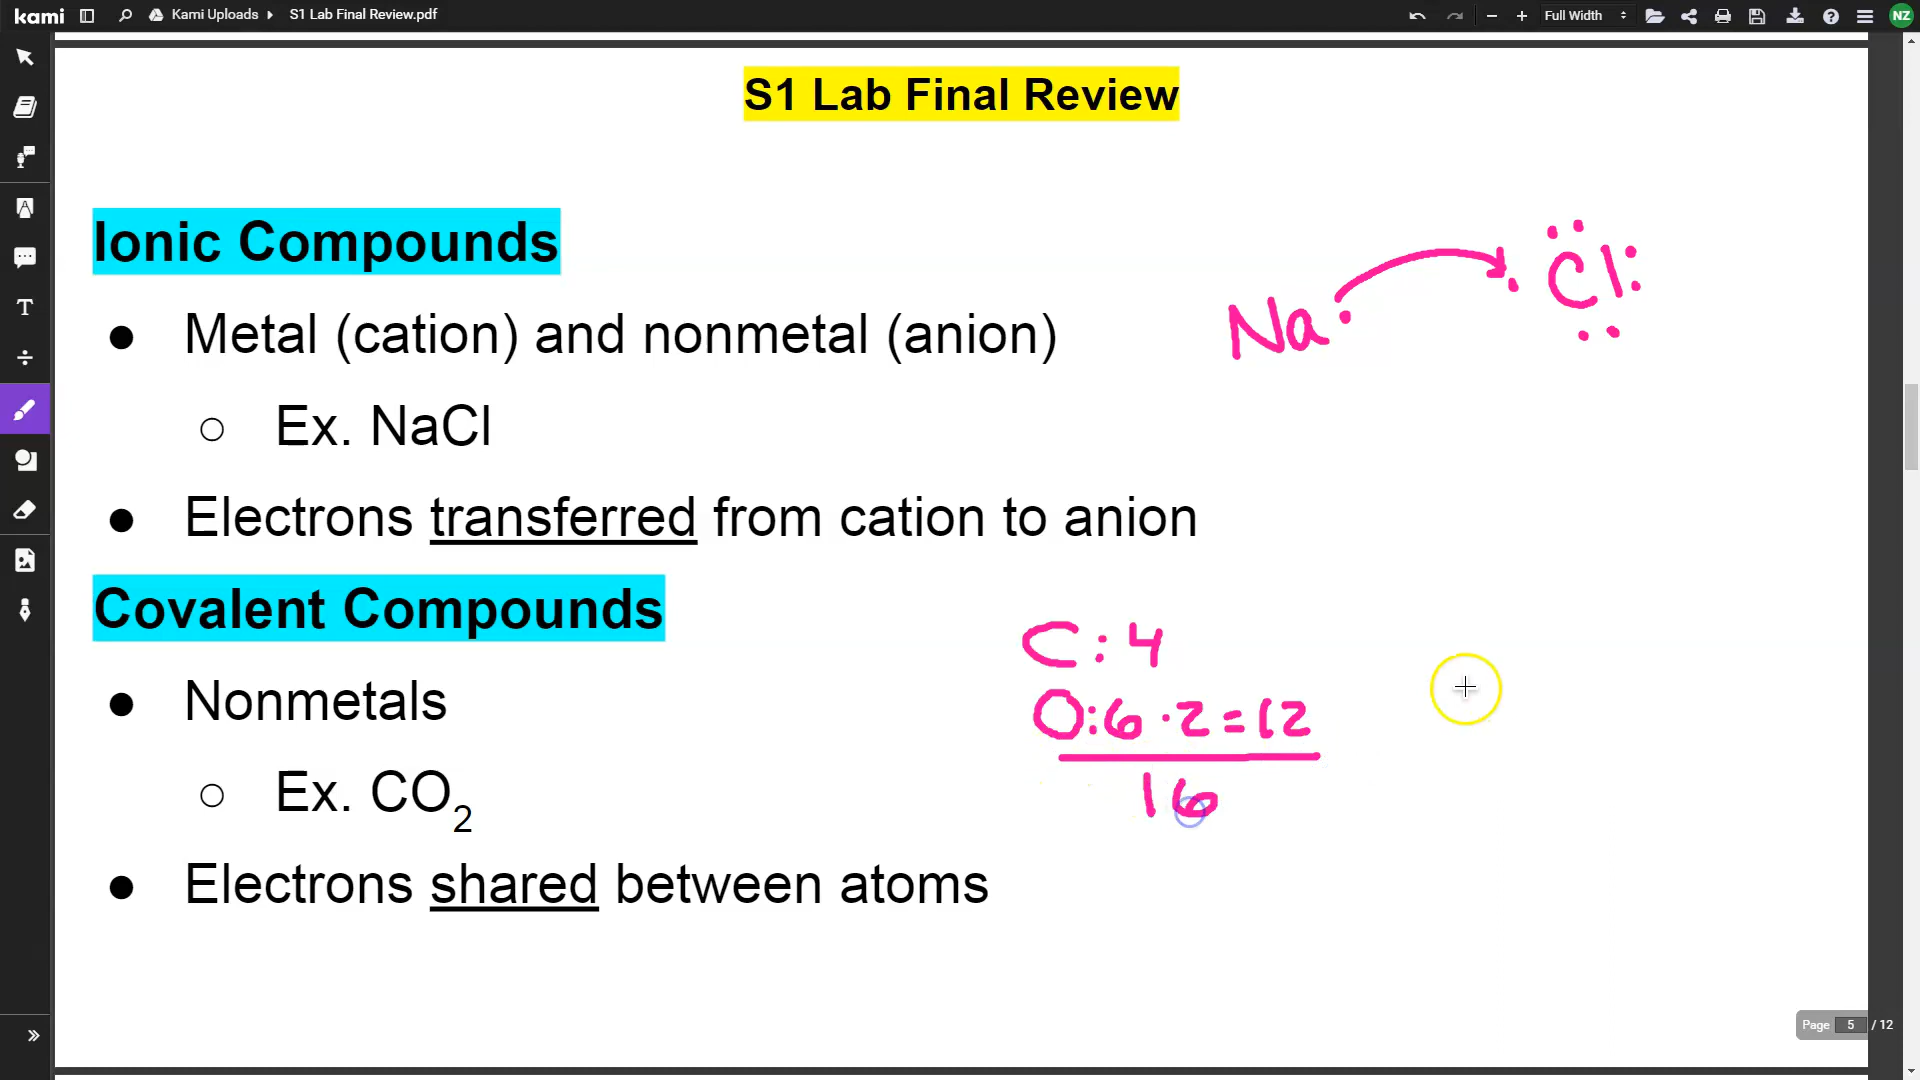 kami Kami Uploads S1 Lab Final Review.pdf Full Width NZ
S1 Lab Final Review
Ionic Compounds
● Metal (cation) and nonmetal (anion)
○ Ex. NaCl
● Electrons transferred from cation to anion
Na Cl
Covalent Compounds
● Nonmetals
○ Ex. CO₂
● Electrons shared between atoms
C: 4
O: 6 · 2 = 12
16
Page 5 / 12